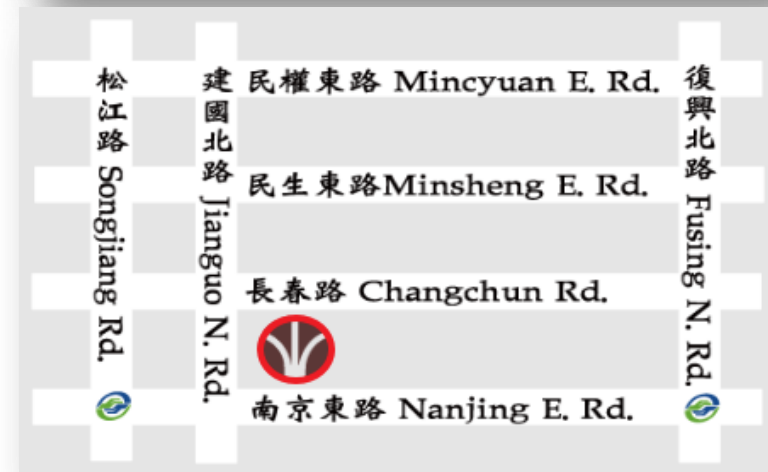 松江路 Songjiang Rd.
建國北路 Jianguo N. Rd.
民權東路 Mincyuan E. Rd.
民生東路Minsheng E. Rd.
長春路 Changchun Rd.
南京東路 Nanjing E. Rd.
復興北路 Fusing N. Rd.